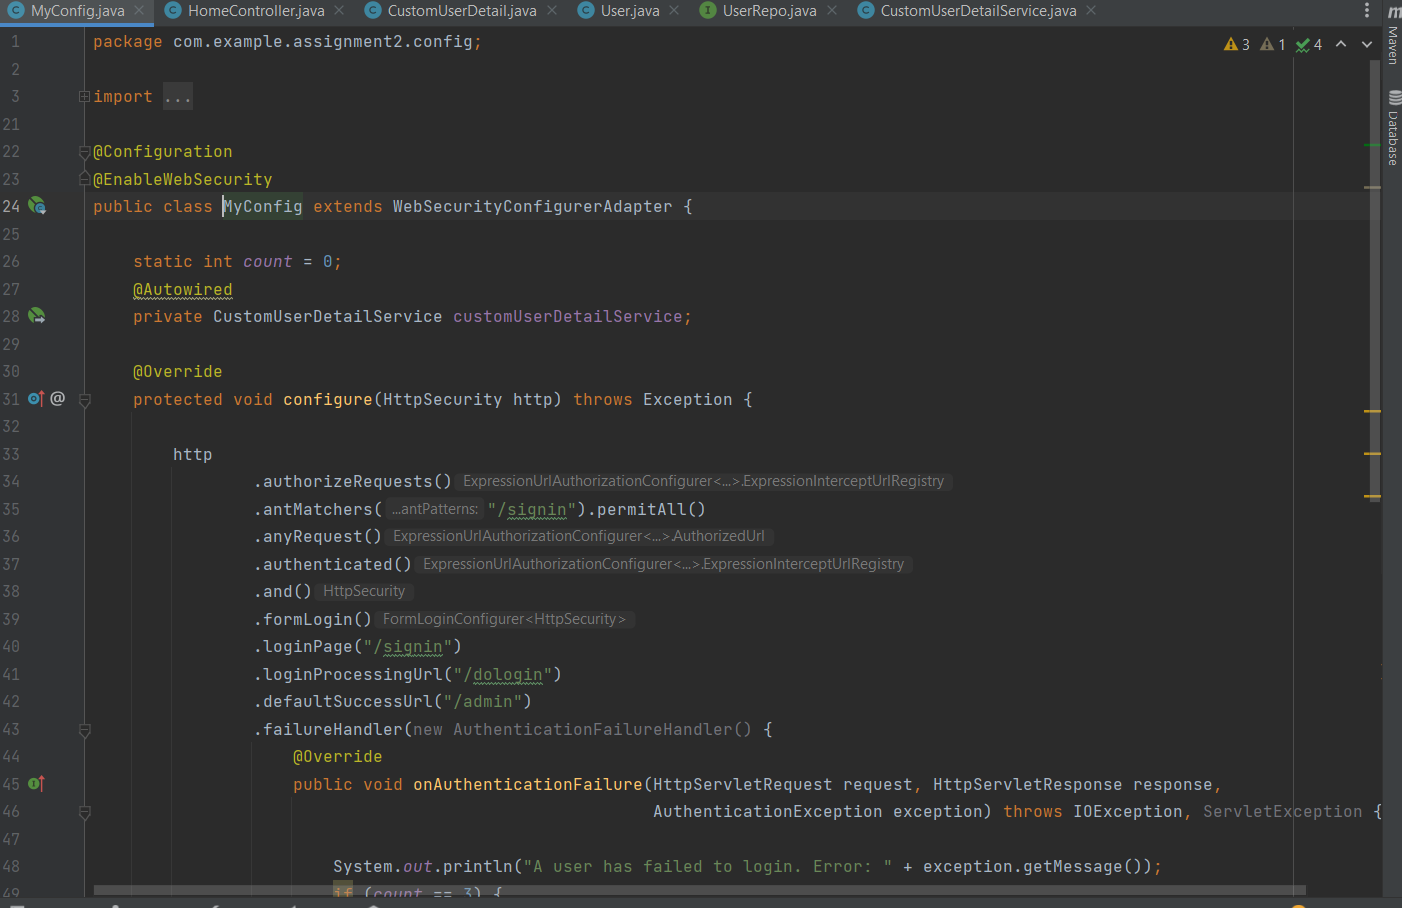 MyConfig.java HomeController.java CustomUserDetail.java User.java UserRepo.java CustomUserDetailService.java
1 package com.example.assignment2.config; 3 1 4
2
3 import ...
21
22 @Configuration
23 @EnableWebSecurity
24 public class MyConfig extends WebSecurityConfigurerAdapter {
25
26 static int count = 0;
27 @Autowired
28 private CustomUserDetailService customUserDetailService;
29
30 @Override
31 @ protected void configure(HttpSecurity http) throws Exception {
32
33 http
34 .authorizeRequests() ExpressionUrlAuthorizationConfigurer<...>.ExpressionInterceptUrlRegistry
35 .antMatchers( ...antPatterns: "/signin").permitAll()
36 .anyRequest() ExpressionUrlAuthorizationConfigurer<...>.AuthorizedUrl
37 .authenticated() ExpressionUrlAuthorizationConfigurer<...>.ExpressionInterceptUrlRegistry
38 .and() HttpSecurity
39 .formLogin() FormLoginConfigurer<HttpSecurity>
40 .loginPage("/signin")
41 .loginProcessingUrl("/dologin")
42 .defaultSuccessUrl("/admin")
43 .failureHandler(new AuthenticationFailureHandler() {
44 @Override
45 public void onAuthenticationFailure(HttpServletRequest request, HttpServletResponse response,
46 AuthenticationException exception) throws IOException, ServletException {
47
48 System.out.println("A user has failed to login. Error: " + exception.getMessage());
49 if (count == 3) {
m
Maven
Database